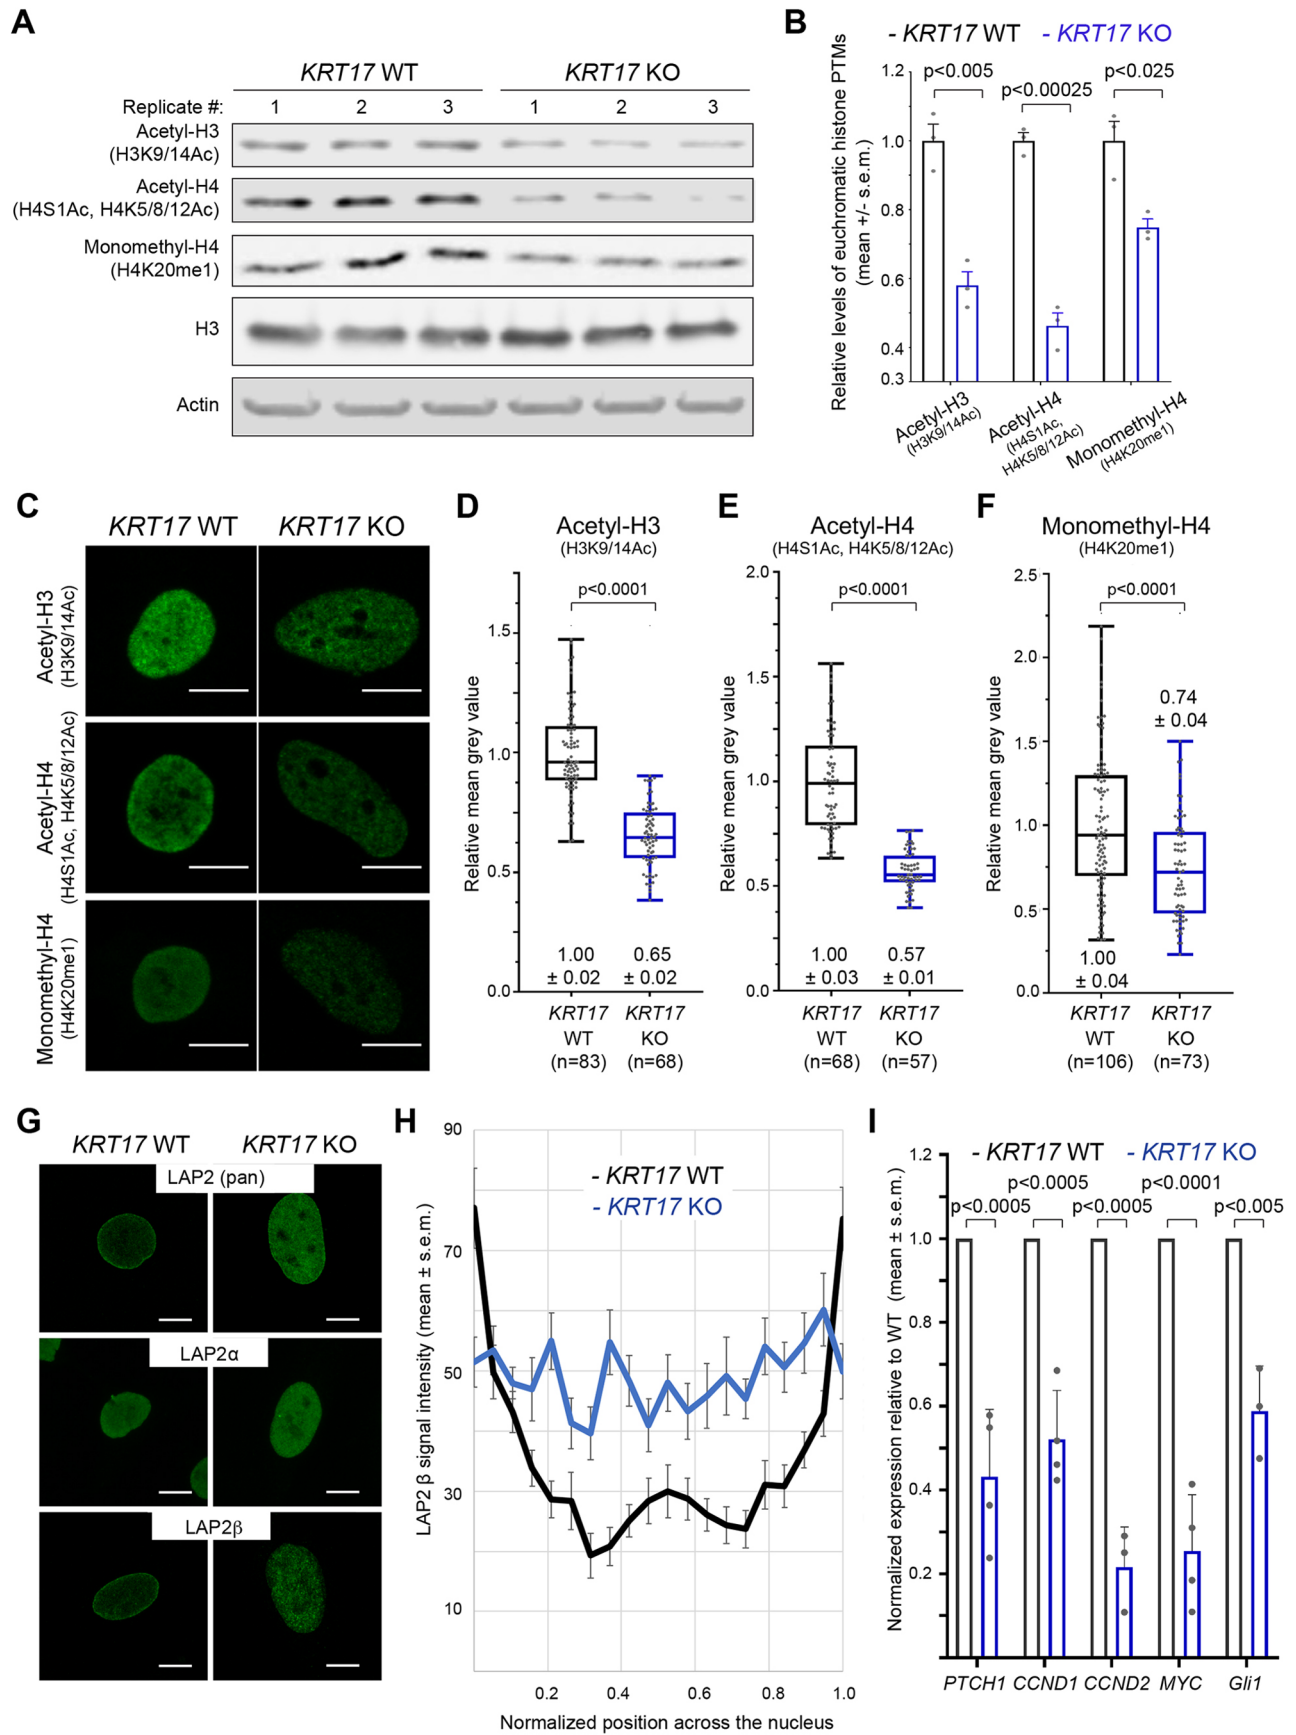 A
KRT17 WT KRT17 KO
Replicate #: 1 2 3 1 2 3
Acetyl-H3
(H3K9/14Ac)
Acetyl-H4
(H4S1Ac, H4K5/8/12Ac)
Monomethyl-H4
(H4K20me1)
H3
Actin
B
- KRT17 WT - KRT17 KO
Relative levels of euchromatic histone PTMs
(mean +/- s.e.m.)
1.2
1.0
0.8
0.6
0.4
0.3
p<0.005
p<0.00025
p<0.025
Acetyl-H3
(H3K9/14Ac)
Acetyl-H4
(H4S1Ac,
H4K5/8/12Ac)
Monomethyl-H4
(H4K20me1)
C
KRT17 WT KRT17 KO
Acetyl-H3
(H3K9/14Ac)
Acetyl-H4
(H4S1Ac, H4K5/8/12Ac)
Monomethyl-H4
(H4K20me1)
D
Acetyl-H3
(H3K9/14Ac)
Relative mean grey value
1.5
1.0
0.5
0.0
p<0.0001
1.00 0.65
± 0.02 ± 0.02
KRT17 KRT17
WT KO
(n=83) (n=68)
E
Acetyl-H4
(H4S1Ac, H4K5/8/12Ac)
Relative mean grey value
2.0
1.5
1.0
0.5
0.0
p<0.0001
1.00 0.57
± 0.03 ± 0.01
KRT17 KRT17
WT KO
(n=68) (n=57)
F
Monomethyl-H4
(H4K20me1)
Relative mean grey value
2.5
2.0
1.5
1.0
0.5
0.0
p<0.0001
0.74
± 0.04
1.00
± 0.04
KRT17 KRT17
WT KO
(n=106) (n=73)
G
KRT17 WT KRT17 KO
LAP2 (pan)
LAP2α
LAP2β
H
LAP2 β signal intensity (mean ± s.e.m.)
90
70
50
30
10
- KRT17 WT
- KRT17 KO
0.2 0.4 0.6 0.8 1.0
Normalized position across the nucleus
I
- KRT17 WT - KRT17 KO
Normalized expression relative to WT (mean ± s.e.m.)
1.2
1.0
0.8
0.6
0.4
0.2
p<0.0005 p<0.0001
p<0.0005 p<0.0005 p<0.005
PTCH1 CCND1 CCND2 MYC Gli1